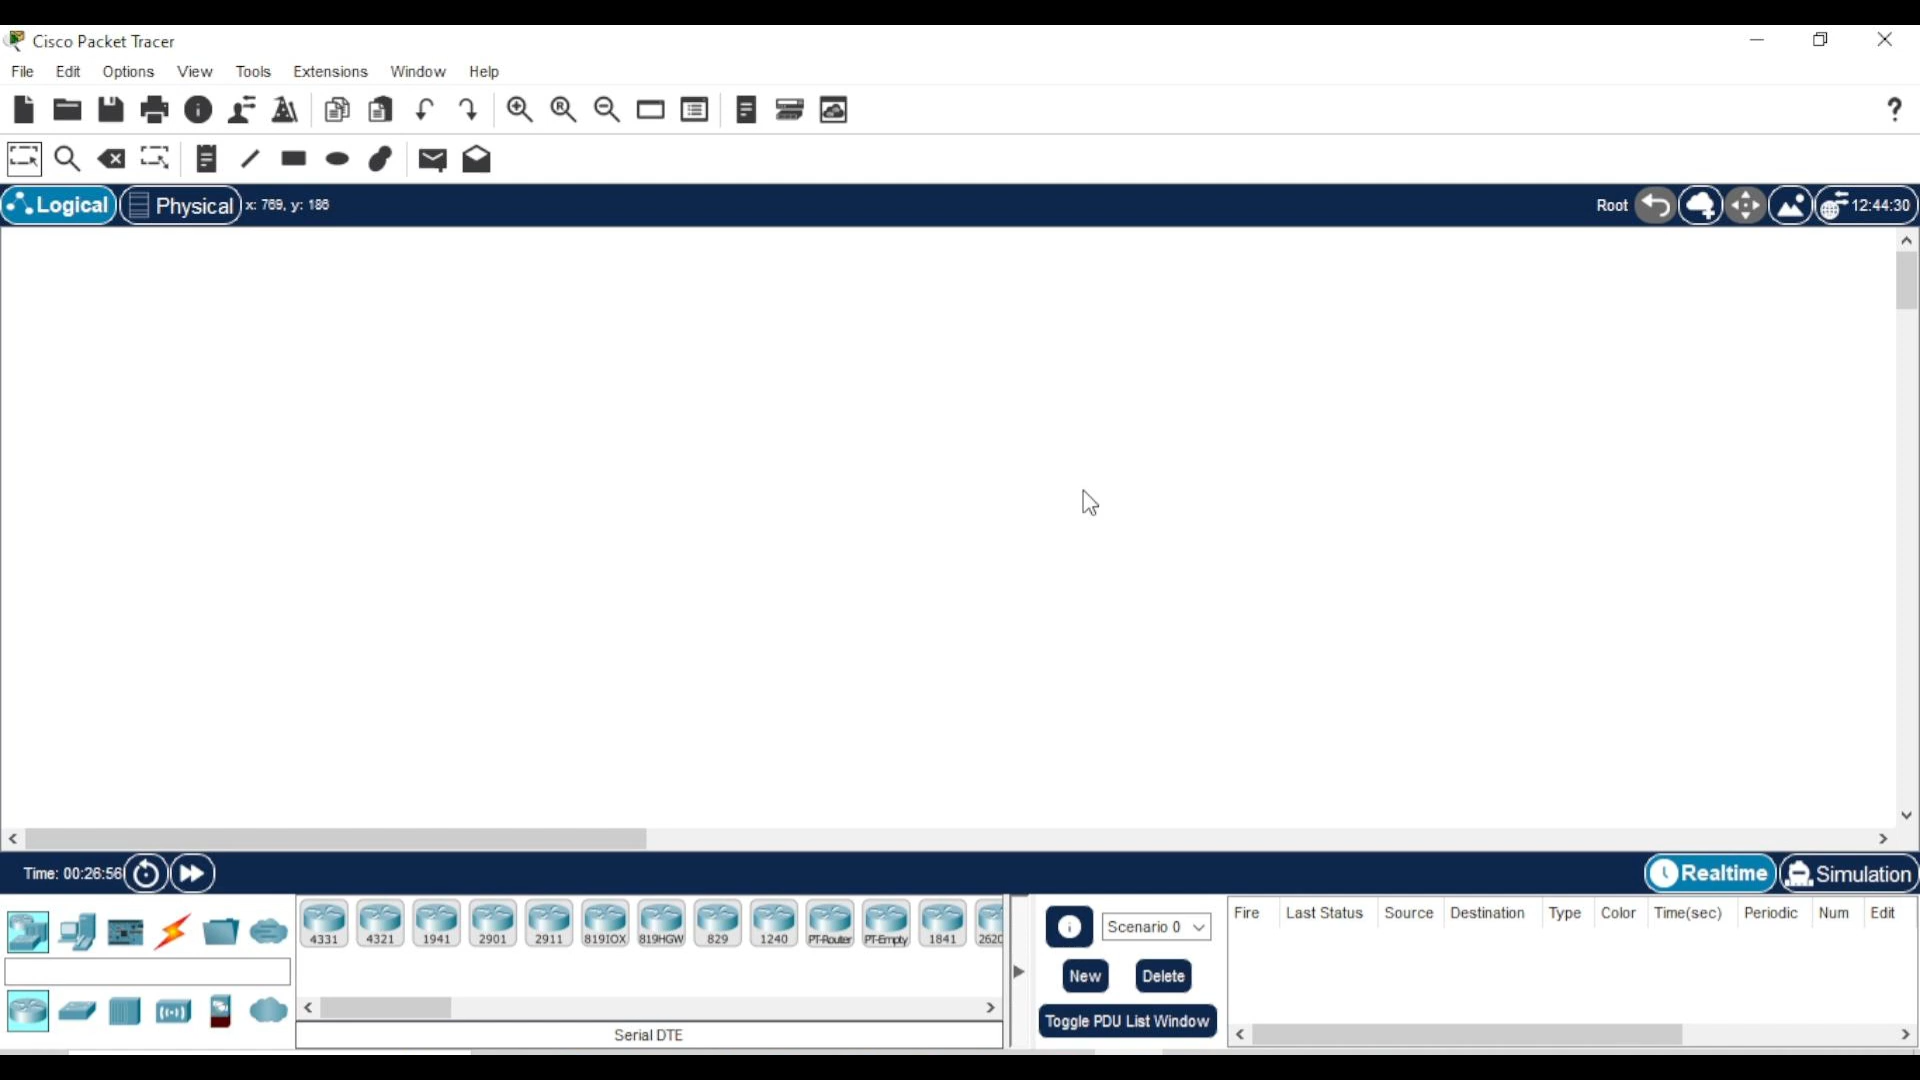 Cisco Packet Tracer
File Edit Options View Tools Extensions Window Help
Logical Physical x: 769, y: 186 Root 12:44:30
Time: 00:26:56 Realtime Simulation
4331 4321 1941 2901 2911 819IOX 819HGW 829 1240 PT-Router PT-Empty 1841 262C
Serial DTE
Scenario 0
New Delete
Toggle PDU List Window
Fire Last Status Source Destination Type Color Time(sec) Periodic Num Edit